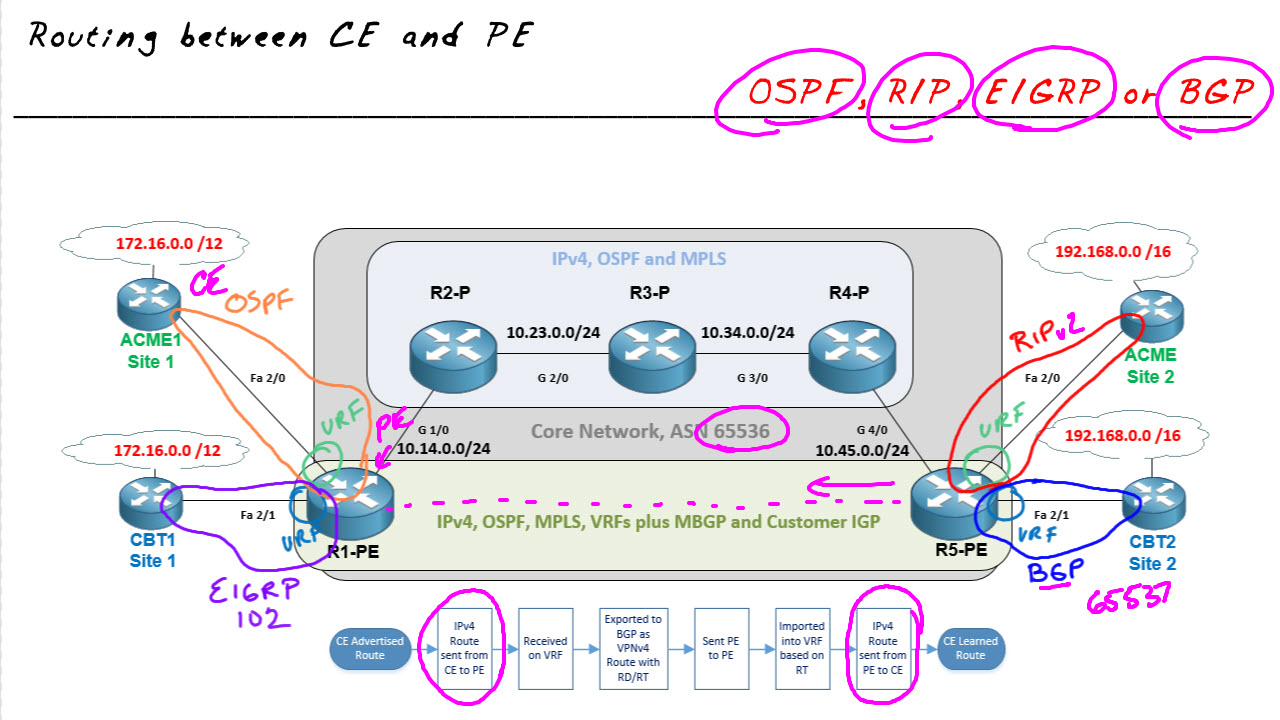 Routing between CE and PE
OSPF, RIP, EIGRP or BGP
172.16.0.0 /12
CE
OSPF
ACME1
Site 1
Fa 2/0
VRF
172.16.0.0 /12
CBT1
Site 1
Fa 2/1
VRF
EIGRP
102
IPv4, OSPF and MPLS
R2-P
R3-P
R4-P
10.23.0.0/24
10.34.0.0/24
G 2/0
G 3/0
PE
G 1/0
10.14.0.0/24
Core Network, ASN 65536
G 4/0
10.45.0.0/24
IPv4, OSPF, MPLS, VRFs plus MBGP and Customer IGP
R1-PE
R5-PE
192.168.0.0 /16
RIPv2
ACME
Site 2
Fa 2/0
VRF
192.168.0.0 /16
Fa 2/1
VRF
CBT2
Site 2
BGP
65537
CE Advertised
Route
IPv4
Route
sent from
CE to PE
Received
on VRF
Exported to
BGP as
VPNv4
Route with
RD/RT
Sent PE
to PE
Imported
into VRF
based on
RT
IPv4
Route
sent from
PE to CE
CE Learned
Route